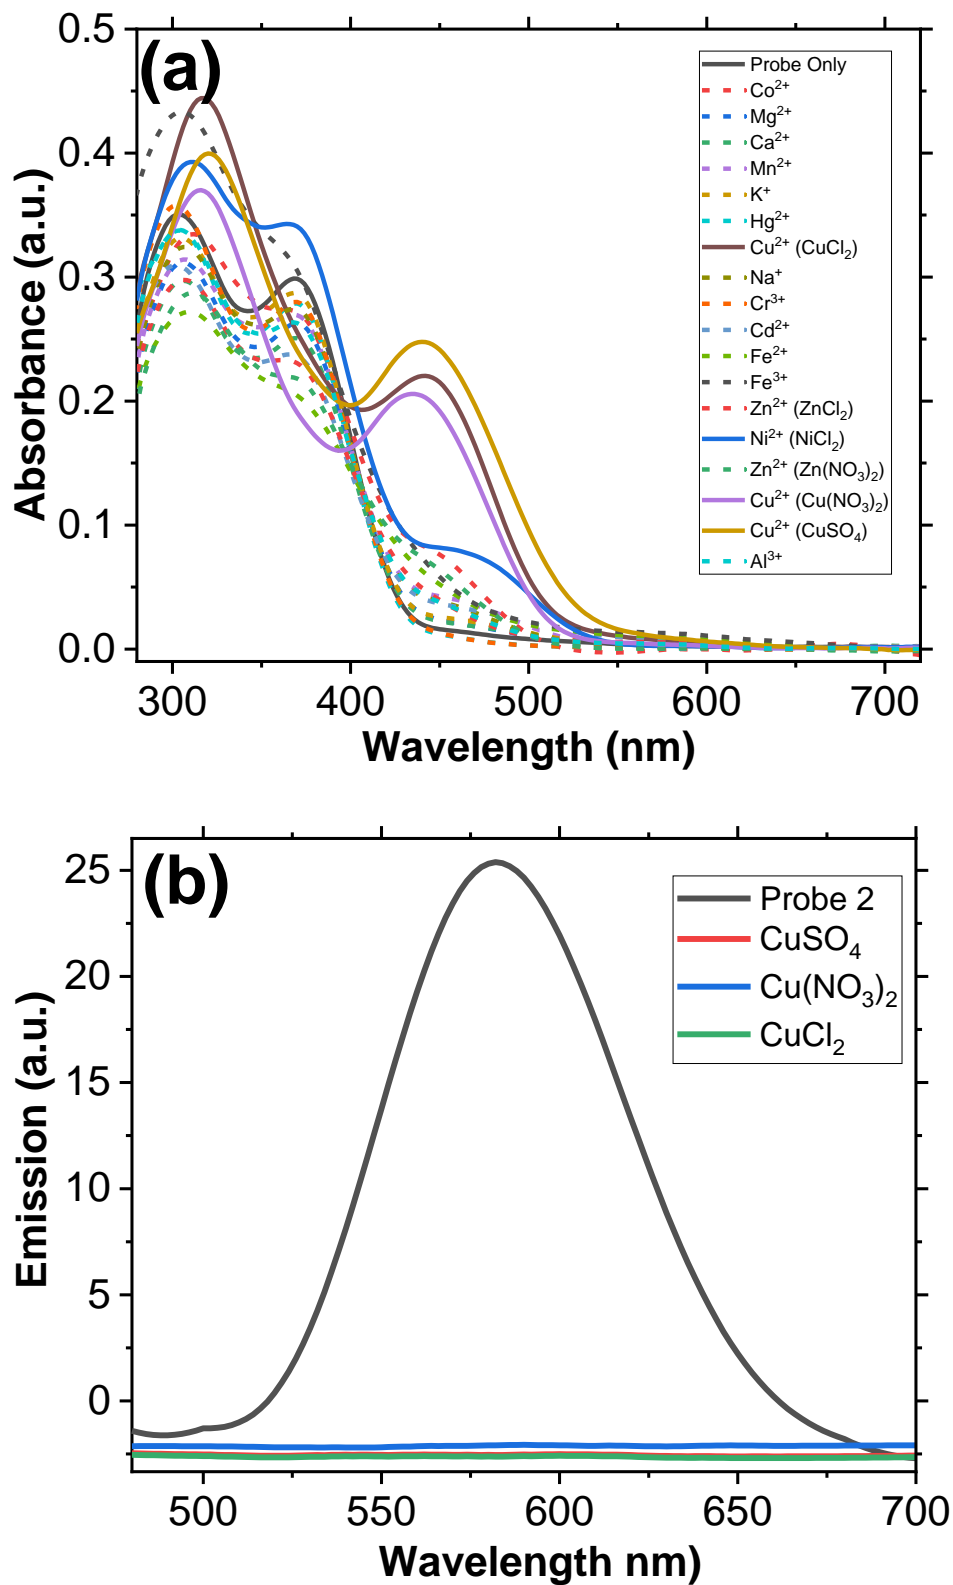 (a)
0.5
0.4
0.3
0.2
0.1
0.0
Absorbance (a.u.)
Probe Only
Co²⁺
Mg²⁺
Ca²⁺
Mn²⁺
K⁺
Hg²⁺
Cu²⁺ (CuCl₂)
Na⁺
Cr³⁺
Cd²⁺
Fe²⁺
Fe³⁺
Zn²⁺ (ZnCl₂)
Ni²⁺ (NiCl₂)
Zn²⁺ (Zn(NO₃)₂)
Cu²⁺ (Cu(NO₃)₂)
Cu²⁺ (CuSO₄)
Al³⁺
300 400 500 600 700
Wavelength (nm)
(b)
25
20
15
10
5
0
Emission (a.u.)
Probe 2
CuSO₄
Cu(NO₃)₂
CuCl₂
500 550 600 650 700
Wavelength nm)